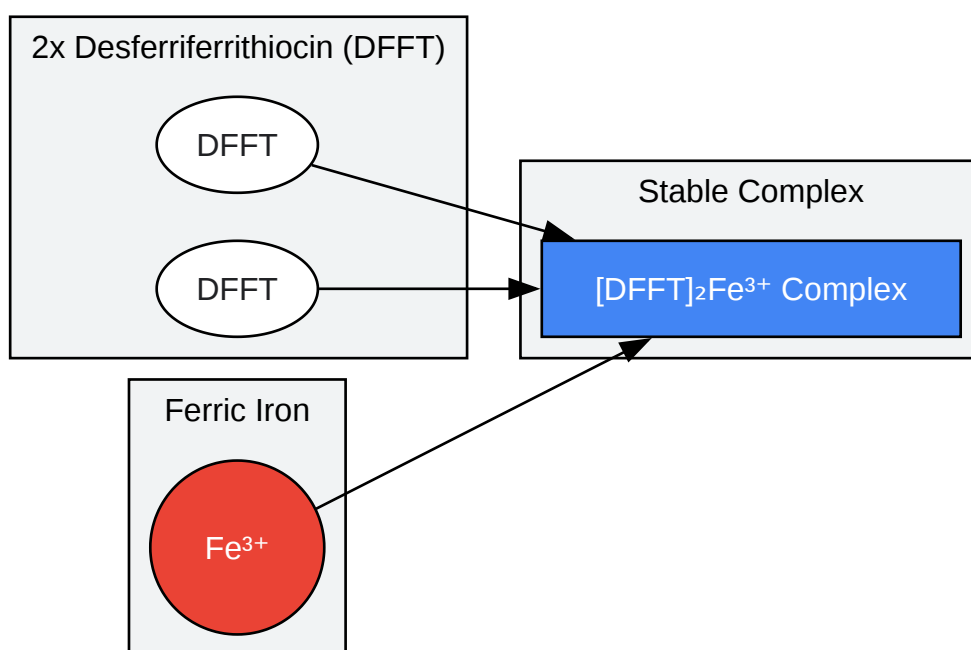 2x Desferriferrithiocin (DFFT)
DFFT
DFFT
Stable Complex
[DFFT]₂Fe³⁺ Complex
Ferric Iron
Fe³⁺